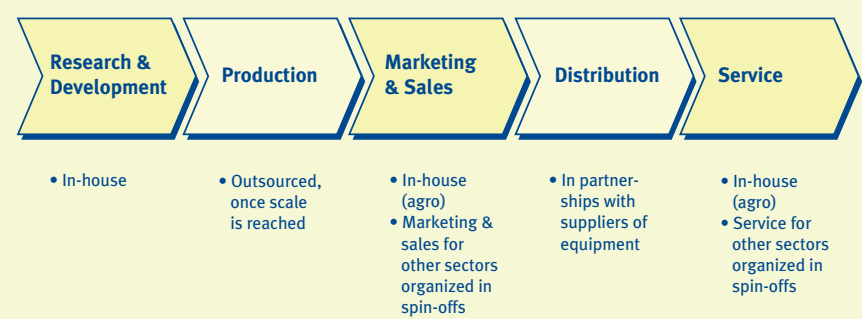 Research &
Development
Production
Marketing
& Sales
Distribution
Service
• In-house
• Outsourced,
once scale
is reached
• In-house
(agro)
• Marketing &
sales for
other sectors
organized in
spin-offs
• In partner-
ships with
suppliers of
equipment
• In-house
(agro)
• Service for
other sectors
organized in
spin-offs